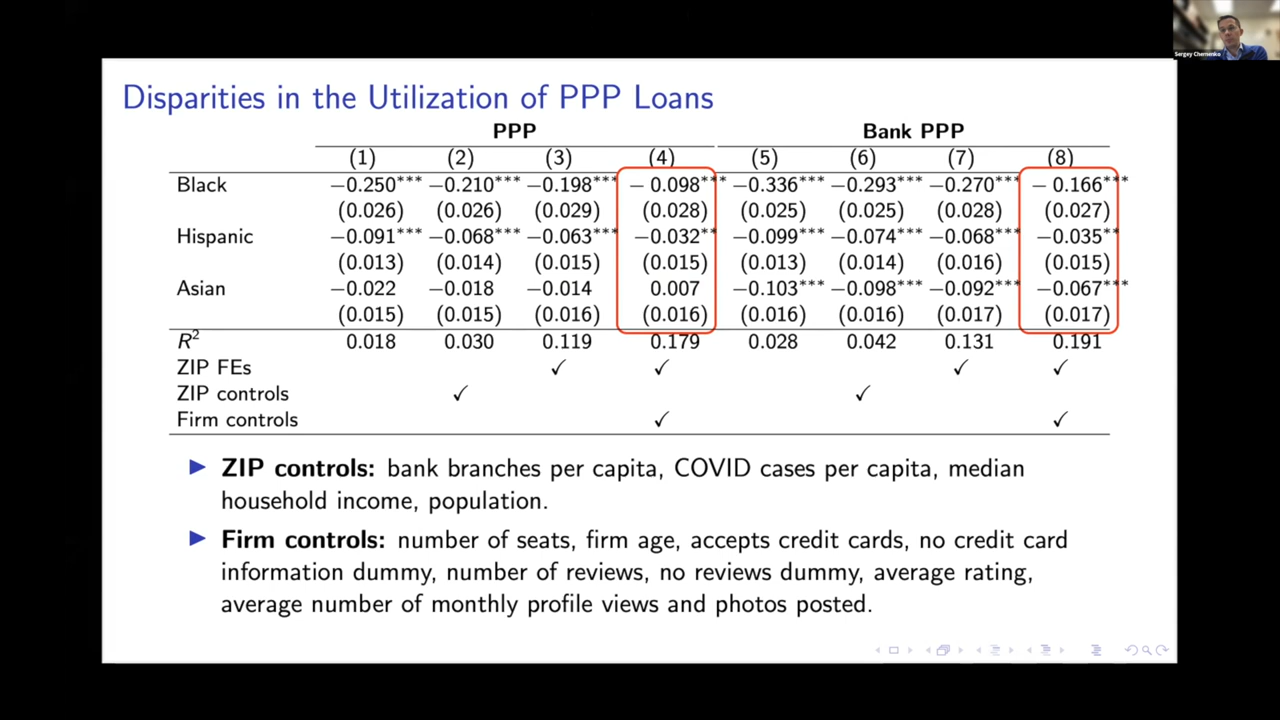 Sergey Chernenko
Disparities in the Utilization of PPP Loans
PPP Bank PPP
(1) (2) (3) (4) (5) (6) (7) (8)
Black −0.250*** −0.210*** −0.198*** −0.098*** −0.336*** −0.293*** −0.270*** −0.166***
(0.026) (0.026) (0.029) (0.028) (0.025) (0.025) (0.028) (0.027)
Hispanic −0.091*** −0.068*** −0.063*** −0.032** −0.099*** −0.074*** −0.068*** −0.035**
(0.013) (0.014) (0.015) (0.015) (0.013) (0.014) (0.016) (0.015)
Asian −0.022 −0.018 −0.014 0.007 −0.103*** −0.098*** −0.092*** −0.067***
(0.015) (0.015) (0.016) (0.016) (0.016) (0.016) (0.017) (0.017)
R² 0.018 0.030 0.119 0.179 0.028 0.042 0.131 0.191
ZIP FEs ✓ ✓ ✓ ✓
ZIP controls ✓ ✓
Firm controls ✓ ✓
ZIP controls: bank branches per capita, COVID cases per capita, median
household income, population.
Firm controls: number of seats, firm age, accepts credit cards, no credit card
information dummy, number of reviews, no reviews dummy, average rating,
average number of monthly profile views and photos posted.